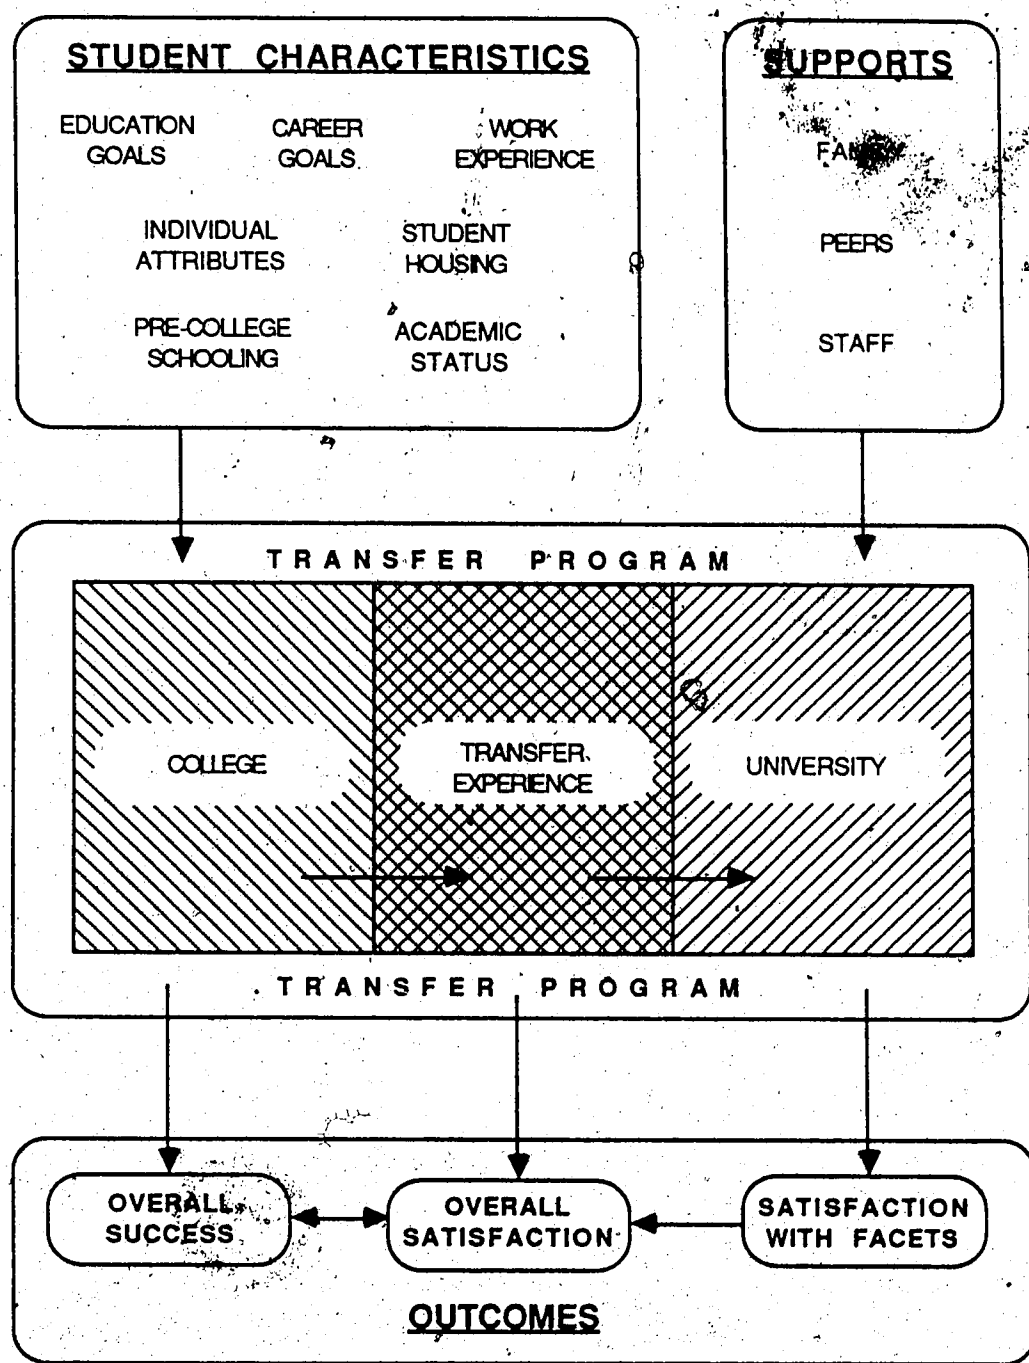 STUDENT CHARACTERISTICS
EDUCATION
GOALS
CAREER
GOALS
WORK
EXPERIENCE
INDIVIDUAL
ATTRIBUTES
STUDENT
HOUSING
PRE-COLLEGE
SCHOOLING
ACADEMIC
STATUS
SUPPORTS
FAMILY
PEERS
STAFF
TRANSFER PROGRAM
COLLEGE
TRANSFER
EXPERIENCE
UNIVERSITY
TRANSFER PROGRAM
OVERALL
SUCCESS
OVERALL
SATISFACTION
SATISFACTION
WITH FACETS
OUTCOMES